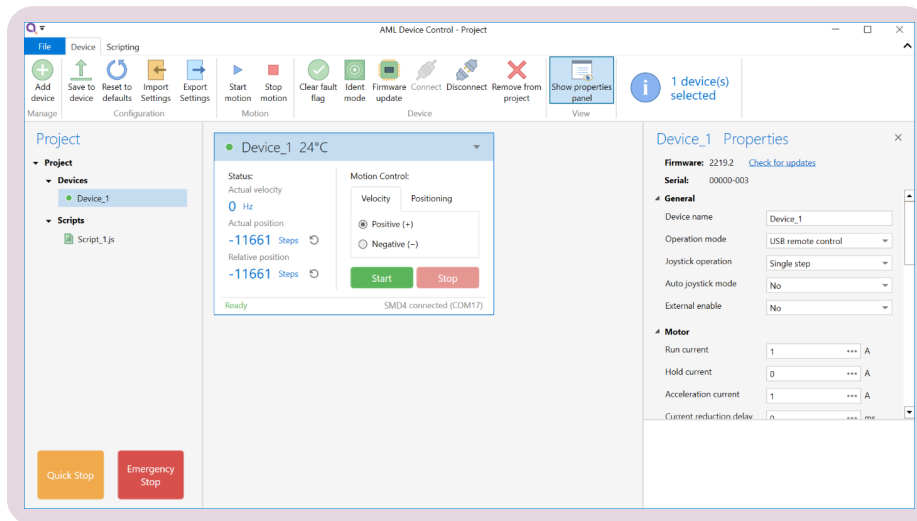 AML Device Control - Project
File Device Scripting
Add device
Save to device
Reset to defaults
Import Settings
Export Settings
Start motion
Stop motion
Clear fault flag
Ident mode
Firmware update
Connect
Disconnect
Remove from project
Show properties panel
1 device(s) selected
Manage
Configuration
Motion
Device
View
Project
Project
Devices
Device_1
Scripts
Script_1.js
Quick Stop
Emergency Stop
Device_1 24°C
Status:
Actual velocity
0 Hz
Actual position
-11661 Steps
Relative position
-11661 Steps
Motion Control:
Velocity Positioning
Positive (+)
Negative (−)
Start Stop
Ready SMD4 connected (COM17)
Device_1 Properties
Firmware: 2219.2 Check for updates
Serial: 00000-003
General
Device name Device_1
Operation mode USB remote control
Joystick operation Single step
Auto joystick mode No
External enable No
Motor
Run current 1 ••• A
Hold current 0 ••• A
Acceleration current 1 ••• A
Current reduction delay 0 ••• ms